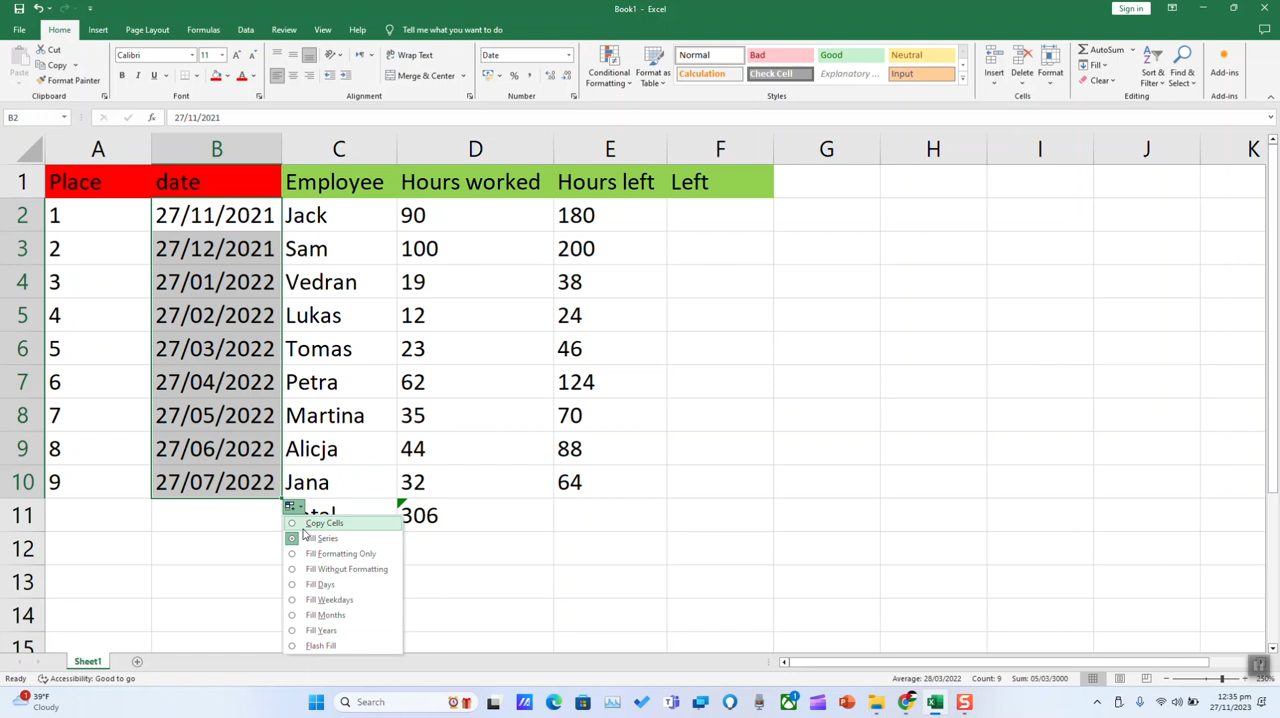 Book1 - Excel
Sign in
File Home Insert Page Layout Formulas Data Review View Help Tell me what you want to do
Paste
Cut
Copy
Format Painter
Clipboard
Calibri 11
B I U
Font
Wrap Text
Merge & Center
Alignment
Date
Number
Conditional Formatting
Format as Table
Normal Bad Good Neutral
Calculation Check Cell Explanatory ... Input
Styles
Insert Delete Format
Cells
AutoSum
Fill
Clear
Sort & Filter
Find & Select
Editing
Add-ins
Add-ins
B2 fx 27/11/2021
A B C D E F G H I J K
1 Place date Employee Hours worked Hours left Left
2 1 27/11/2021 Jack 90 180
3 2 27/12/2021 Sam 100 200
4 3 27/01/2022 Vedran 19 38
5 4 27/02/2022 Lukas 12 24
6 5 27/03/2022 Tomas 23 46
7 6 27/04/2022 Petra 62 124
8 7 27/05/2022 Martina 35 70
9 8 27/06/2022 Alicja 44 88
10 9 27/07/2022 Jana 32 64
11 306
12
13
14
15
Copy Cells
Fill Series
Fill Formatting Only
Fill Without Formatting
Fill Days
Fill Weekdays
Fill Months
Fill Years
Flash Fill
Sheet1
Ready Accessibility: Good to go Average: 28/03/2022 Count: 9 Sum: 05/03/3000 250%
39°F
Cloudy
Search
12:35 pm
27/11/2023